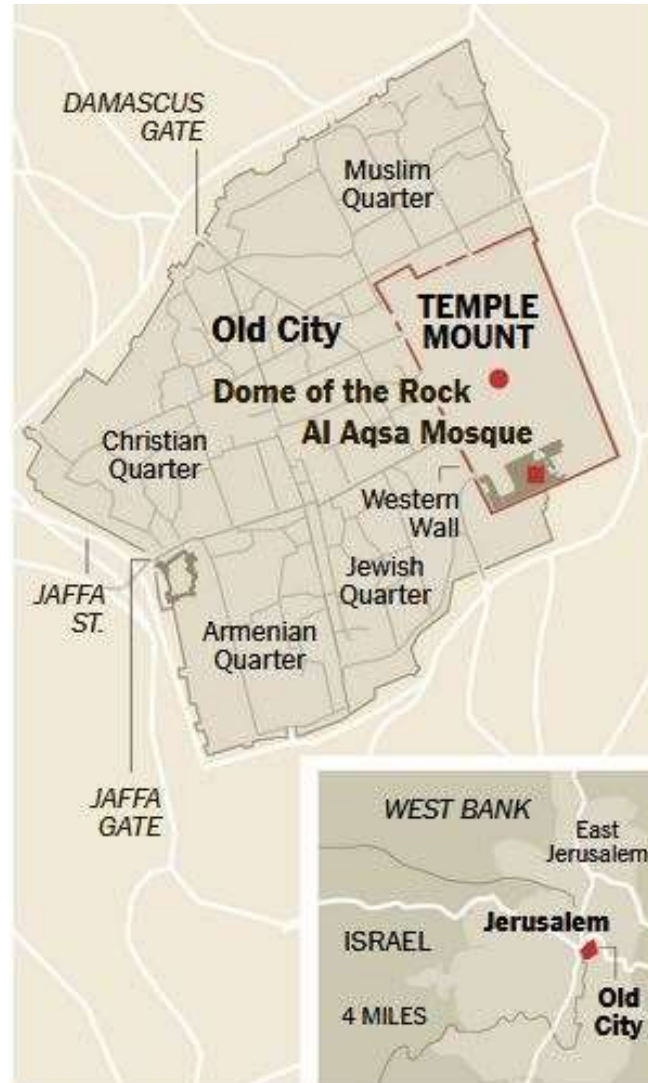 DAMASCUS
GATE
Muslim
Quarter
TEMPLE
MOUNT
Old City
Dome of the Rock
Al Aqsa Mosque
Christian
Quarter
Western
Wall
Jewish
Quarter
JAFFA
ST.
Armenian
Quarter
JAFFA
GATE
WEST BANK
East
Jerusalem
Jerusalem
ISRAEL
Old
City
4 MILES